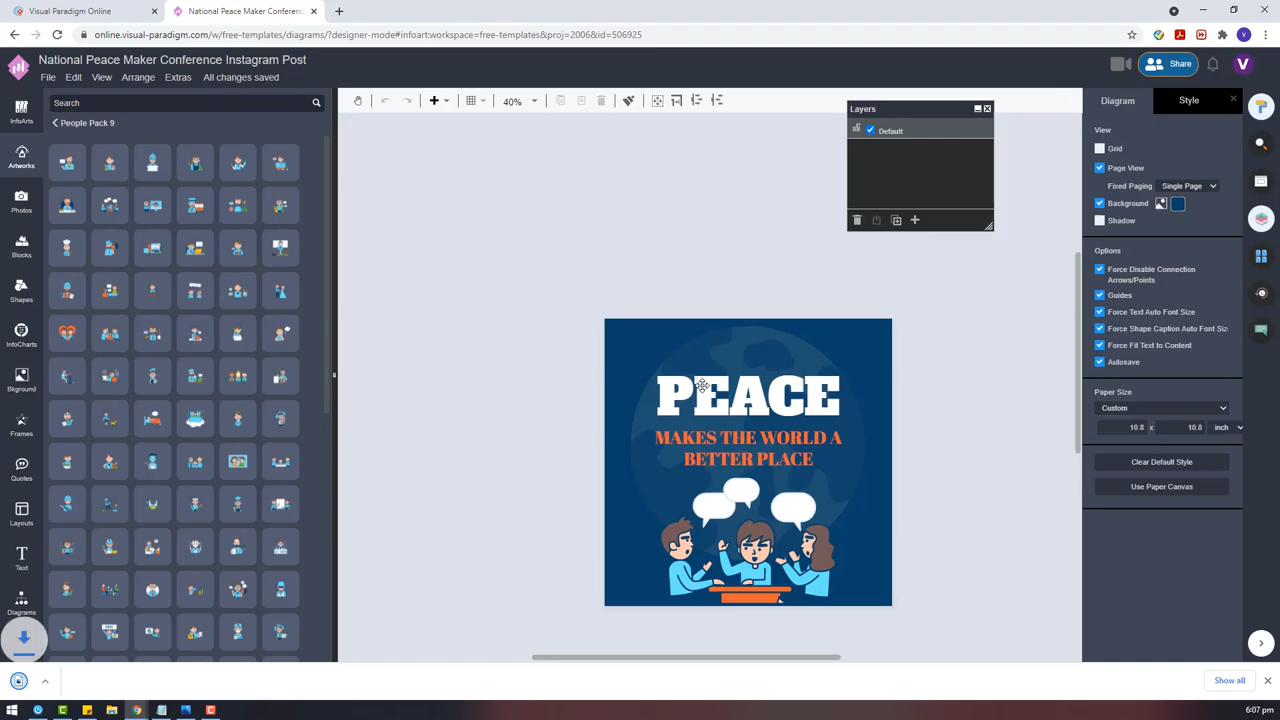 Visual Paradigm Online
National Peace Maker Conferenc
online.visual-paradigm.com/w/free-templates/diagrams/?designer-mode#infoart:workspace=free-templates&proj=2006&id=506925
National Peace Maker Conference Instagram Post
File Edit View Arrange Extras All changes saved
Share
V
InfoArts
Artworks
Photos
Blocks
Shapes
InfoCharts
Bkground
Frames
Quotes
Layouts
Text
Diagrams
Search
People Pack 9
40%
Layers
Default
PEACE
MAKES THE WORLD A
BETTER PLACE
Diagram Style
View
Grid
Page View
Fixed Paging Single Page
Background
Shadow
Options
Force Disable Connection
Arrows/Points
Guides
Force Text Auto Font Size
Force Shape Caption Auto Font Siz
Force Fit Text to Content
Autosave
Paper Size
Custom
10.8 x 10.8 inch
Clear Default Style
Use Paper Canvas
Show all
6:07 pm